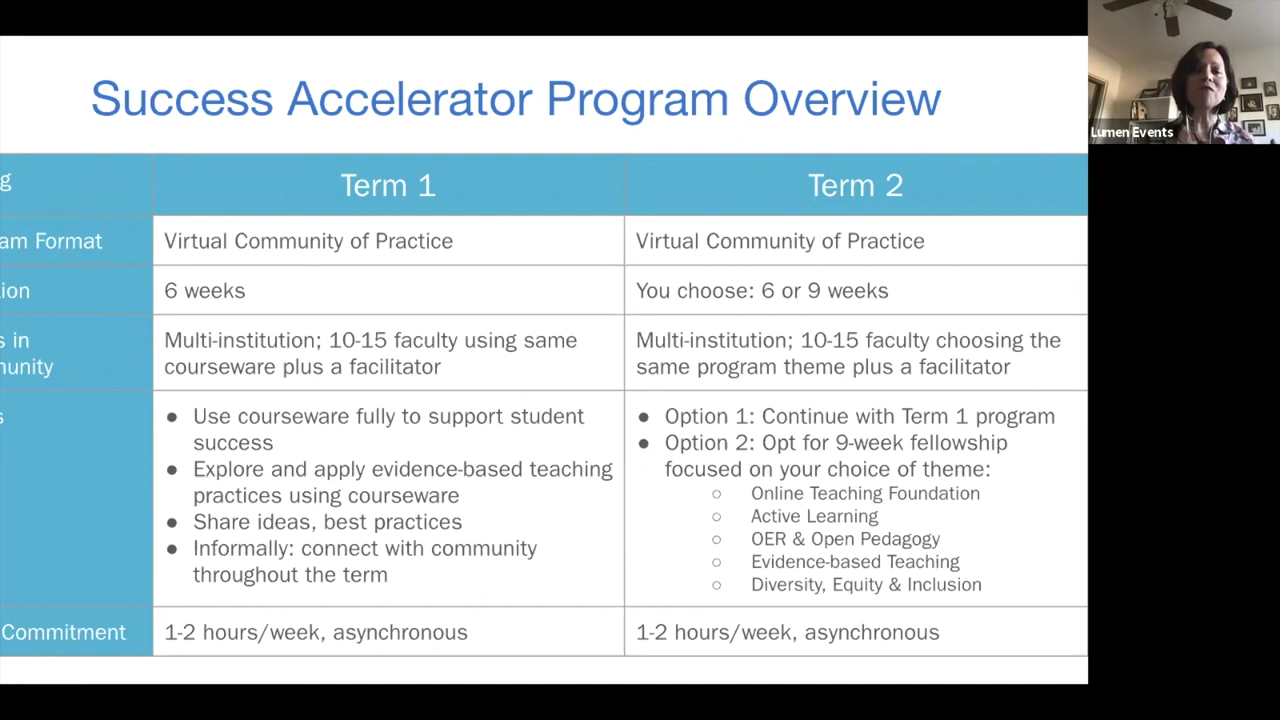 Success Accelerator Program Overview
Lumen Events
g
Term 1
Term 2
am Format
Virtual Community of Practice
Virtual Community of Practice
ion
6 weeks
You choose: 6 or 9 weeks
s in
munity
Multi-institution; 10-15 faculty using same
courseware plus a facilitator
Multi-institution; 10-15 faculty choosing the
same program theme plus a facilitator
s
● Use courseware fully to support student
success
● Explore and apply evidence-based teaching
practices using courseware
● Share ideas, best practices
● Informally: connect with community
throughout the term
● Option 1: Continue with Term 1 program
● Option 2: Opt for 9-week fellowship
focused on your choice of theme:
○ Online Teaching Foundation
○ Active Learning
○ OER & Open Pedagogy
○ Evidence-based Teaching
○ Diversity, Equity & Inclusion
Commitment
1-2 hours/week, asynchronous
1-2 hours/week, asynchronous